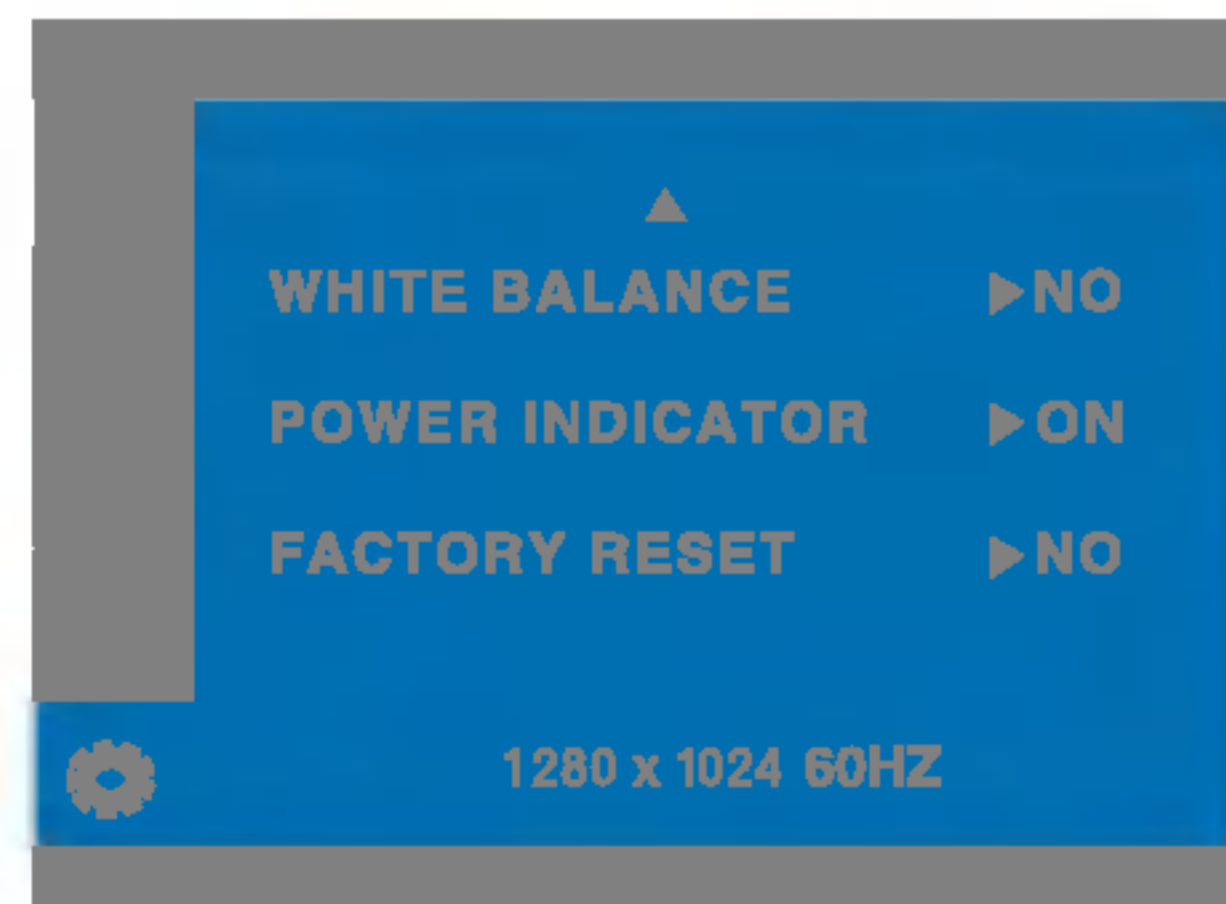 WHITE BALANCE ▶NO
POWER INDICATOR ▶ON
FACTORY RESET ▶NO
1280 x 1024 60HZ